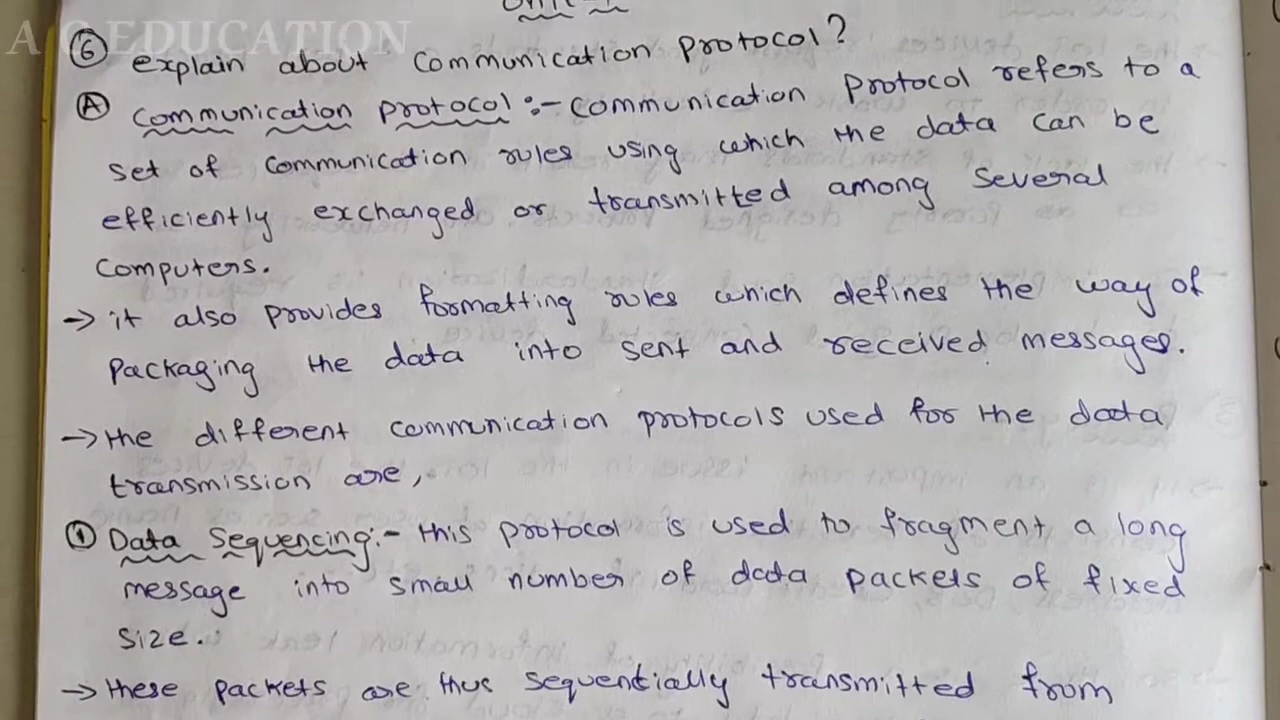 A G EDUCATION
6 explain about communication protocol?
A communication protocol :- communication protocol refers to a
set of communication rules using which the data can be
efficiently exchanged or transmitted among several
computers.
→ it also provides formatting rules which defines the way of
packaging the data into sent and received messages.
→ the different communication protocols used for the data
transmission are,
1 Data Sequencing:- this protocol is used to fragment a long
message into small number of data packets of fixed
size.
→ these packets are thus sequentially transmitted from